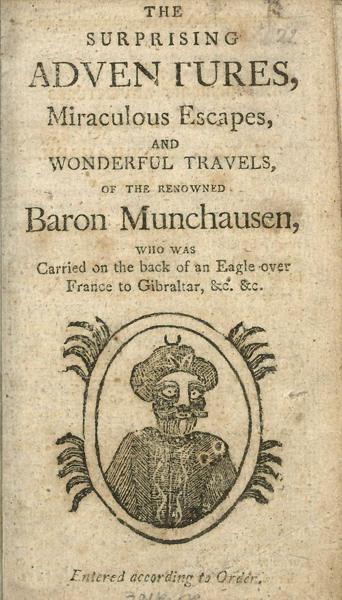 THE
SURPRISING
ADVENTURES,
Miraculous Escapes,
AND
WONDERFUL TRAVELS,
OF THE RENOWNED
Baron Munchausen,
WHO WAS
Carried on the back of an Eagle over
France to Gibraltar, &c. &c.
Entered according to Order.